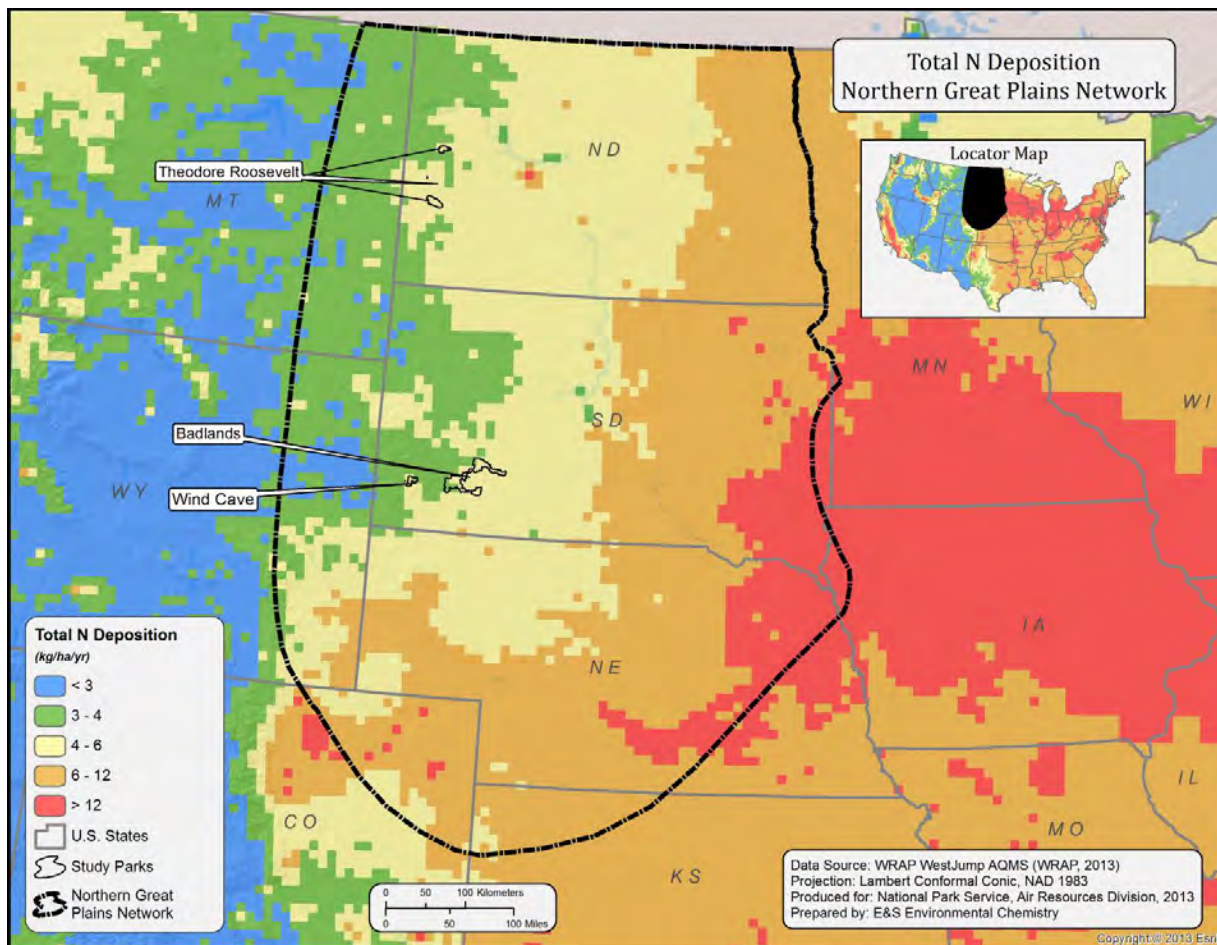 Total N Deposition
Northern Great Plains Network
Locator Map
ND
Theodore Roosevelt
MT
MN
WI
SD
Badlands
WY
Wind Cave
IA
NE
Total N Deposition
(kg/ha/yr)
< 3
3 - 4
4 - 6
6 - 12
> 12
U.S. States
Study Parks
Northern Great
Plains Network
CO
IL
MO
KS
0 50 100 Kilometers
0 50 100 Miles
Data Source: WRAP WestJump AQMS (WRAP, 2013)
Projection: Lambert Conformal Conic, NAD 1983
Produced for: National Park Service, Air Resources Division, 2013
Prepared by: E&S Environmental Chemistry
Copyright:© 2013 Esri